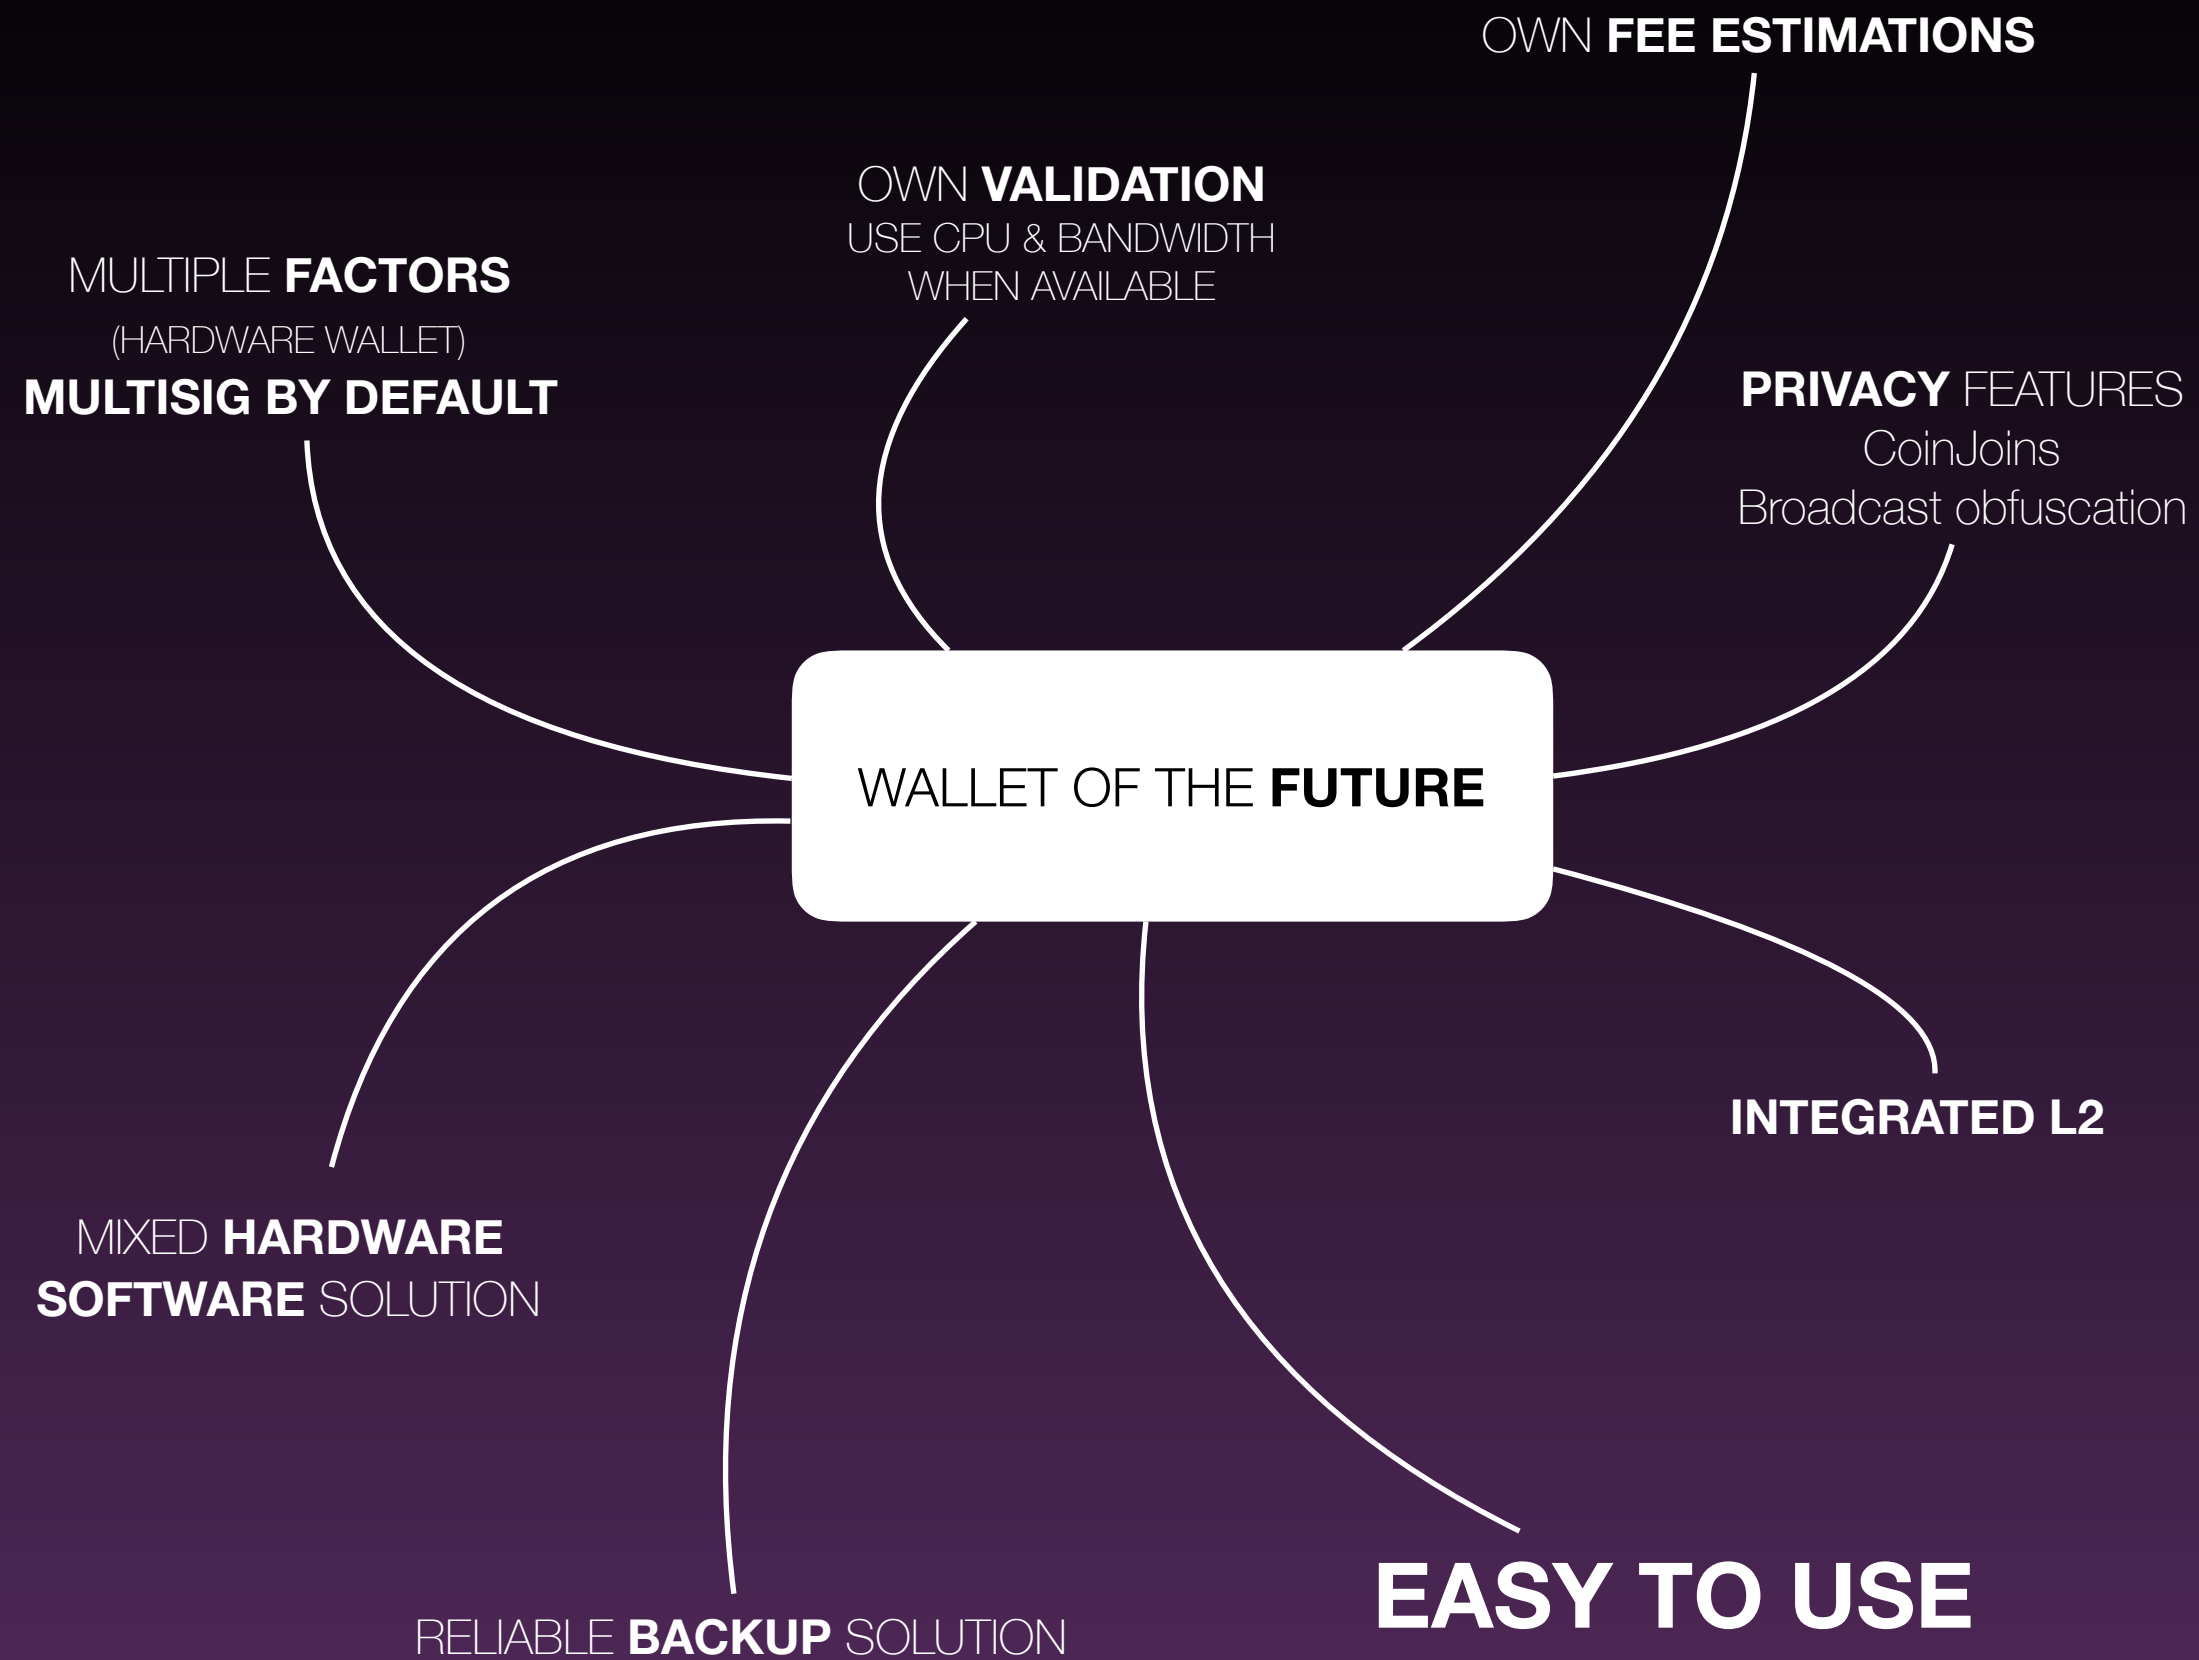 OWN FEE ESTIMATIONS
OWN VALIDATION
USE CPU & BANDWIDTH
WHEN AVAILABLE
MULTIPLE FACTORS
(HARDWARE WALLET)
MULTISIG BY DEFAULT
PRIVACY FEATURES
CoinJoins
Broadcast obfuscation
WALLET OF THE FUTURE
INTEGRATED L2
MIXED HARDWARE
SOFTWARE SOLUTION
EASY TO USE
RELIABLE BACKUP SOLUTION